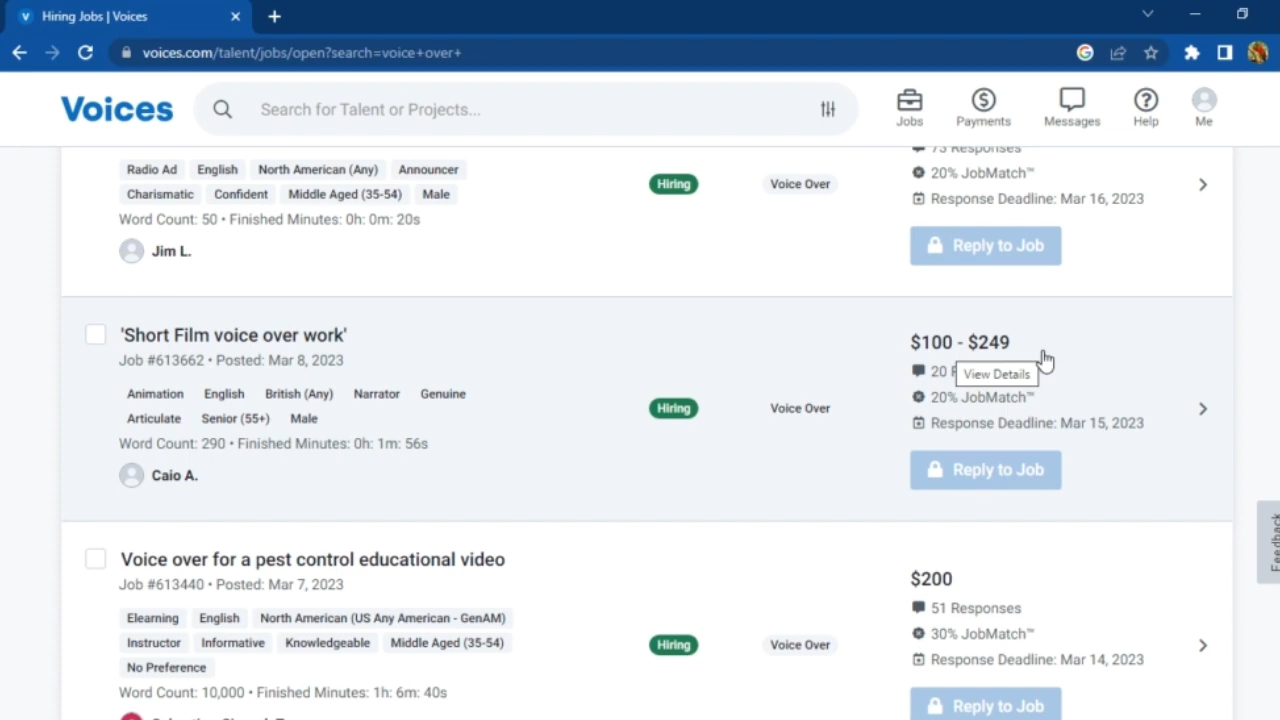 Hiring Jobs | Voices
voices.com/talent/jobs/open?search=voice+over+
Voices
Search for Talent or Projects...
Jobs
Payments
Messages
Help
Me
73 Responses
Radio Ad English North American (Any) Announcer
20% JobMatch™
Charismatic Confident Middle Aged (35-54) Male
Hiring
Voice Over
Response Deadline: Mar 16, 2023
Word Count: 50 • Finished Minutes: 0h: 0m: 20s
Jim L.
Reply to Job
'Short Film voice over work'
Job #613662 • Posted: Mar 8, 2023
Animation English British (Any) Narrator Genuine
Articulate Senior (55+) Male
Word Count: 290 • Finished Minutes: 0h: 1m: 56s
Caio A.
Hiring
Voice Over
$100 - $249
20
View Details
20% JobMatch™
Response Deadline: Mar 15, 2023
Reply to Job
Feedback
Voice over for a pest control educational video
Job #613440 • Posted: Mar 7, 2023
Elearning English North American (US Any American - GenAM)
Instructor Informative Knowledgeable Middle Aged (35-54)
No Preference
Word Count: 10,000 • Finished Minutes: 1h: 6m: 40s
Hiring
Voice Over
$200
51 Responses
30% JobMatch™
Response Deadline: Mar 14, 2023
Reply to Job